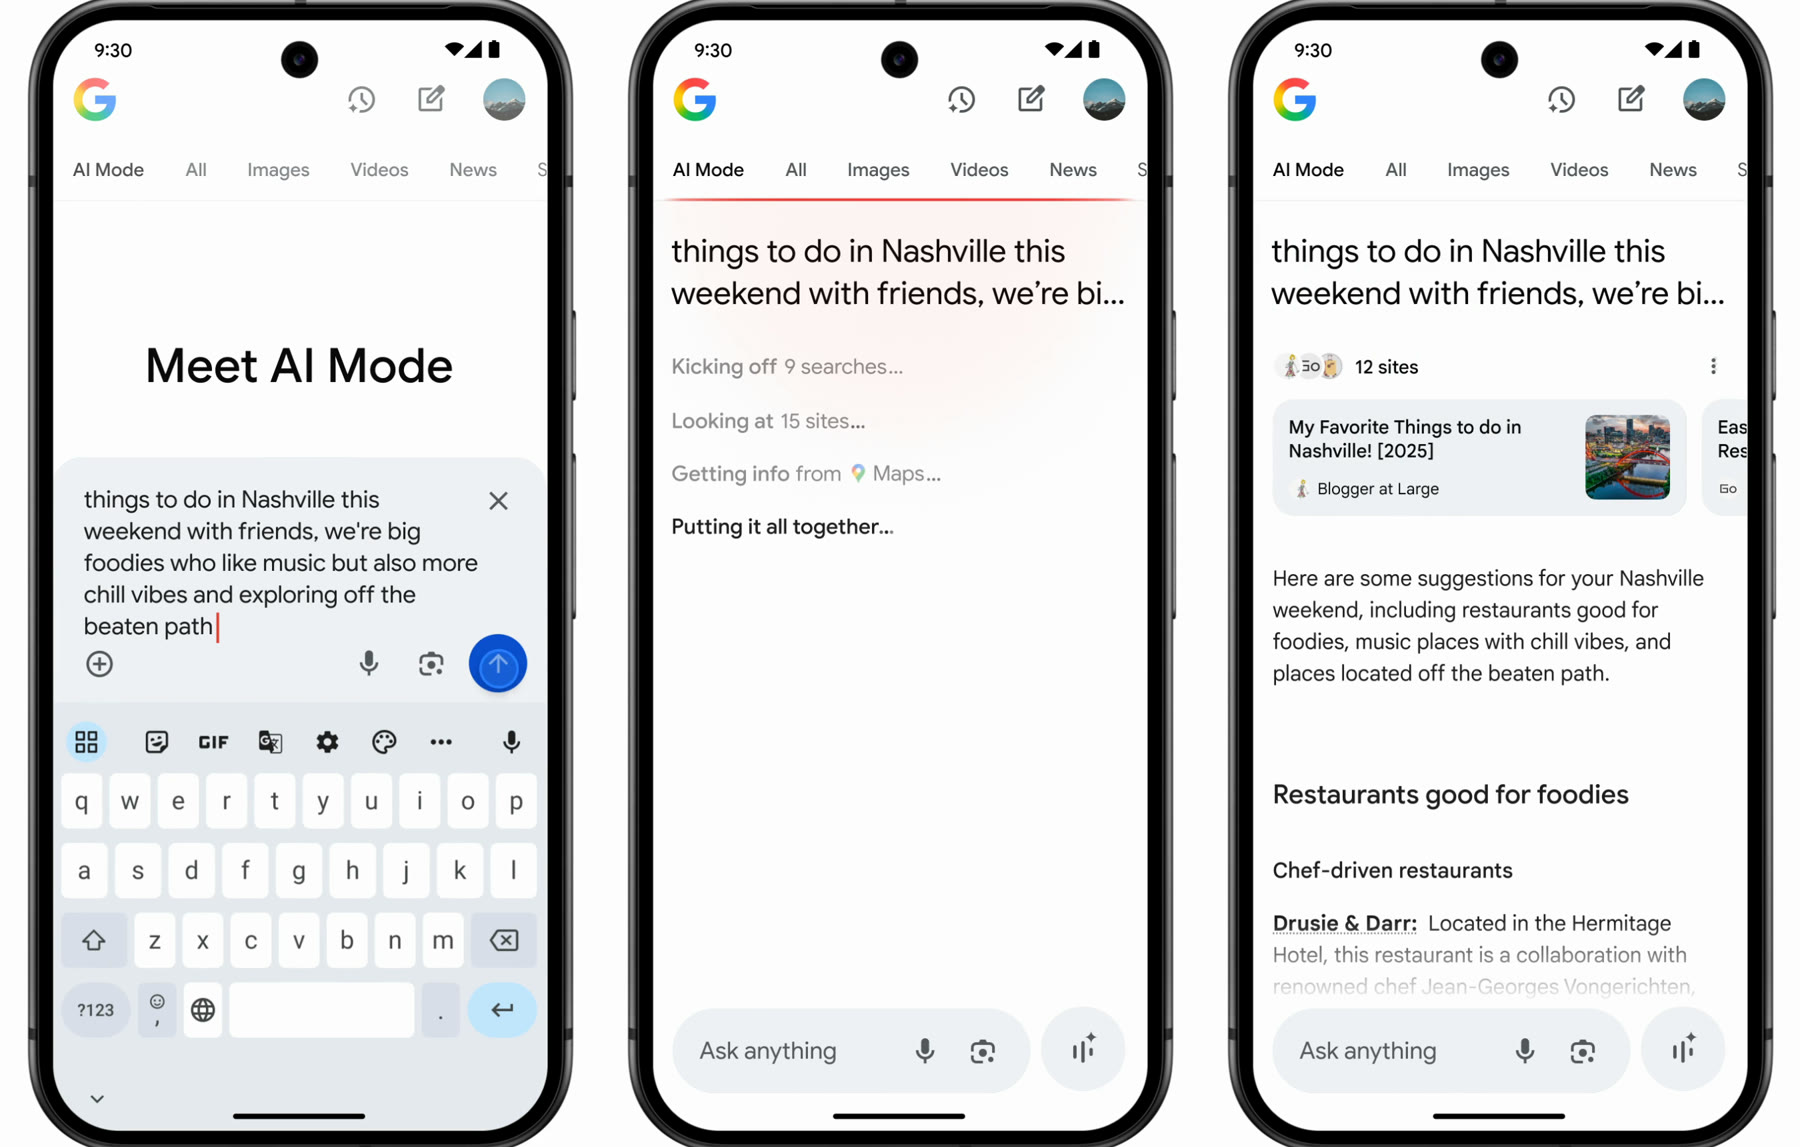 9:30
AI Mode All Images Videos News S
Meet AI Mode
things to do in Nashville this
weekend with friends, we're big
foodies who like music but also more
chill vibes and exploring off the
beaten path
GIF
q w e r t y u i o p
a s d f g h j k l
z x c v b n m
?123 , .
9:30
AI Mode All Images Videos News S
things to do in Nashville this
weekend with friends, we’re bi...
Kicking off 9 searches...
Looking at 15 sites...
Getting info from Maps...
Putting it all together...
Ask anything
9:30
AI Mode All Images Videos News S
things to do in Nashville this
weekend with friends, we’re bi...
GO 12 sites
My Favorite Things to do in
Nashville! [2025]
Blogger at Large
Eas
Res
GO
Here are some suggestions for your Nashville
weekend, including restaurants good for
foodies, music places with chill vibes, and
places located off the beaten path.
Restaurants good for foodies
Chef-driven restaurants
Drusie & Darr: Located in the Hermitage
Hotel, this restaurant is a collaboration with
renowned chef Jean-Georges Vongerichten,
Ask anything